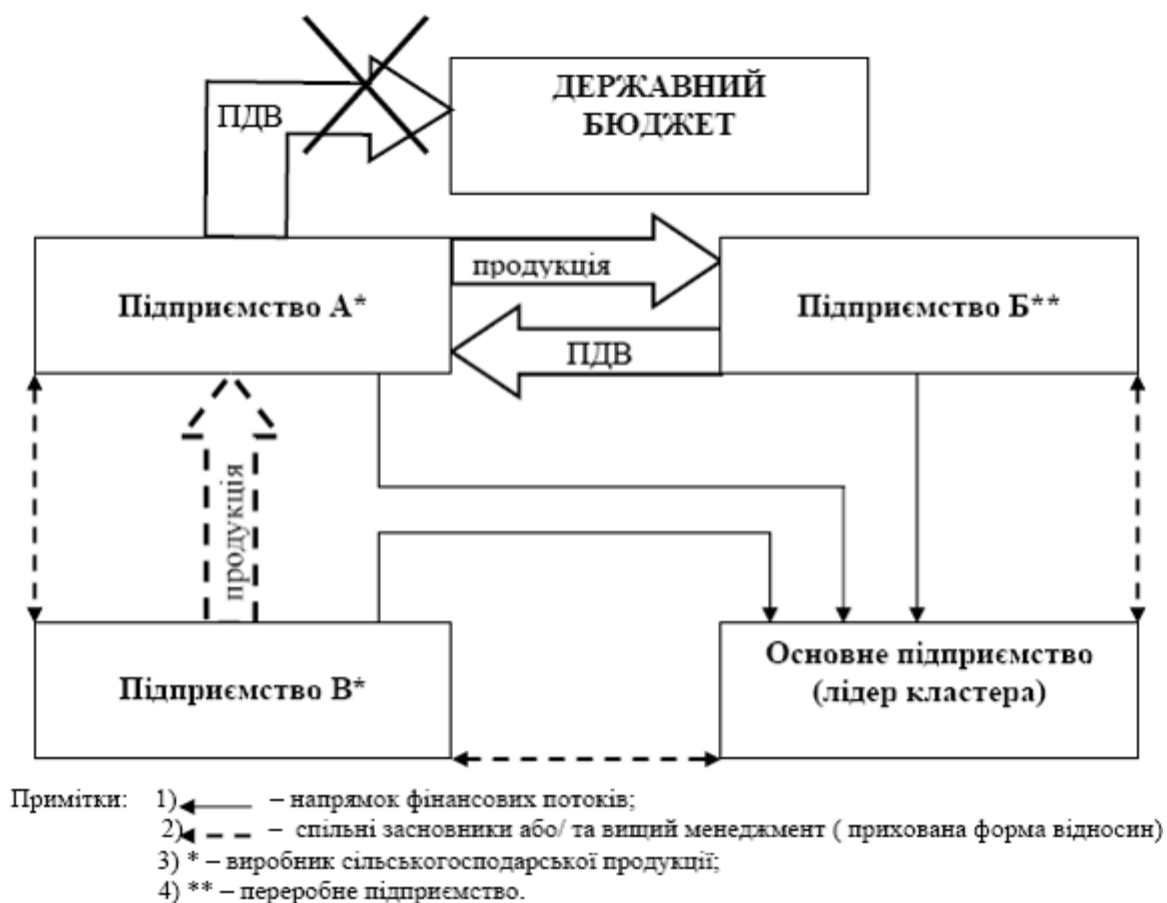 ДЕРЖАВНИЙ
БЮДЖЕТ
ПДВ
продукція
Підприємство А*
Підприємство Б**
ПДВ
продукція
Основне підприємство
(лідер кластера)
Підприємство В*
Примітки: 1) – напрямок фінансових потоків;
2) – спільні засновники або/ та вищий менеджмент ( прихована форма відносин)
3) * – виробник сільськогосподарської продукції;
4) ** – переробне підприємство.